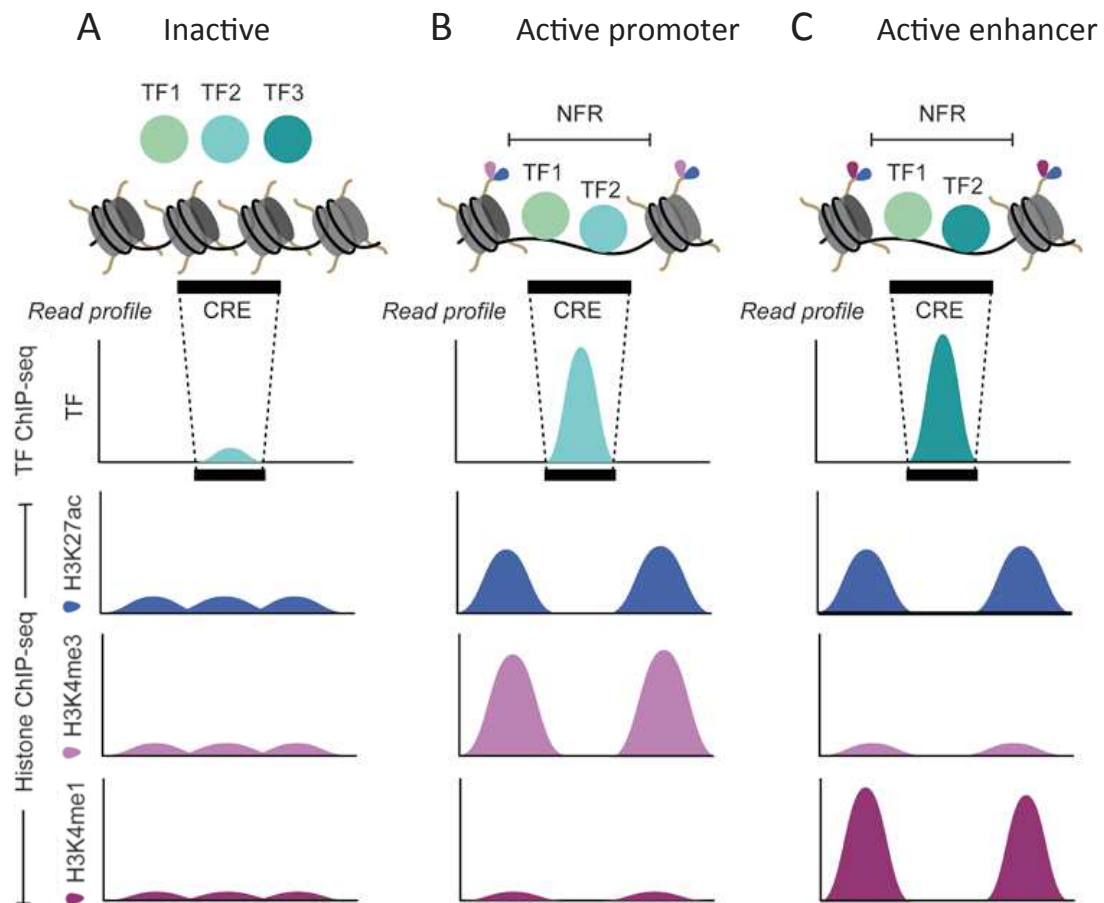 A Inactive
B Active promoter
C Active enhancer
TF1 TF2 TF3
NFR
TF1
TF2
NFR
TF1
TF2
Read profile CRE
Read profile CRE
Read profile CRE
TF ChIP-seq
TF
Histone ChIP-seq
H3K27ac
H3K4me3
H3K4me1